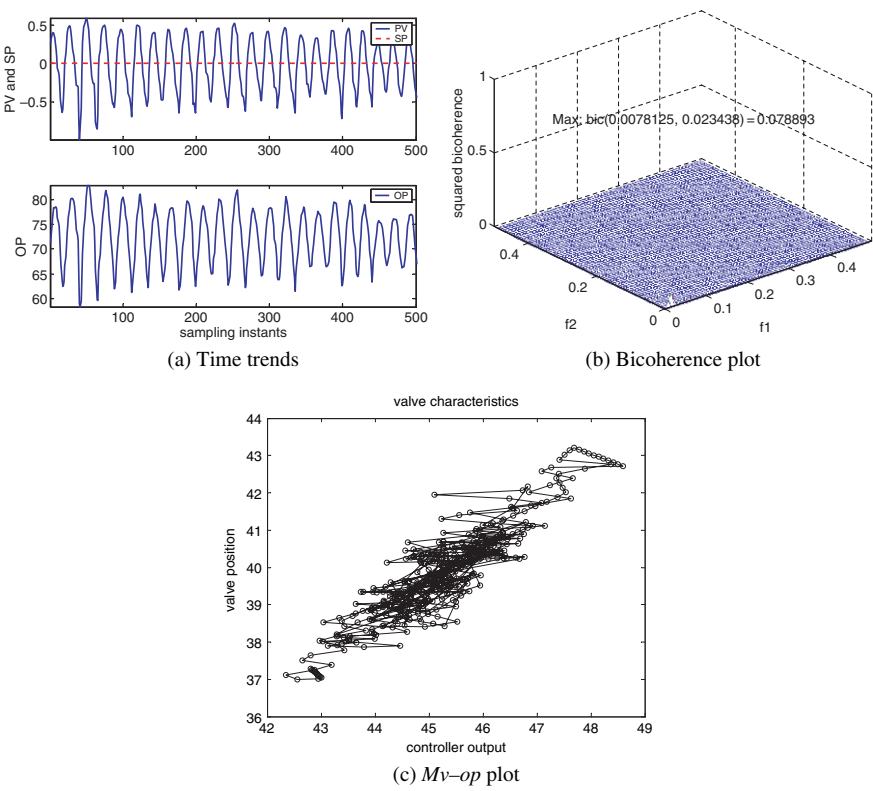 PV and SP
0.5
0
−0.5
PV
SP
100 200 300 400 500
OP
80
75
70
65
60
OP
100 200 300 400 500
sampling instants
(a) Time trends
squared bicoherence
1
0.5
0
Max: bic(0.0078125, 0.023438) = 0.078893
0.4
0.2
0
f2
0
0.1
0.2
0.3
0.4
f1
(b) Bicoherence plot
valve characteristics
valve position
44
43
42
41
40
39
38
37
36
42 43 44 45 46 47 48 49
controller output
(c) Mv–op plot